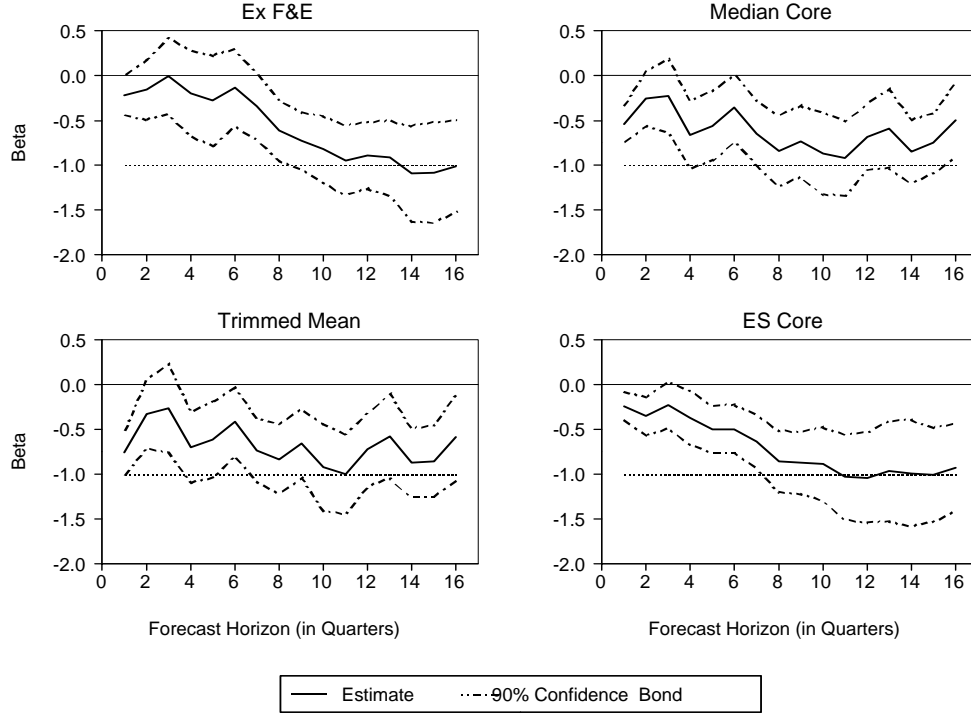 Ex F&E
Median Core
0.5
0.0
-0.5
-1.0
-1.5
-2.0
Beta
0 2 4 6 8 10 12 14 16
0.5
0.0
-0.5
-1.0
-1.5
-2.0
0 2 4 6 8 10 12 14 16
Trimmed Mean
ES Core
0.5
0.0
-0.5
-1.0
-1.5
-2.0
Beta
0 2 4 6 8 10 12 14 16
0.5
0.0
-0.5
-1.0
-1.5
-2.0
0 2 4 6 8 10 12 14 16
Forecast Horizon (in Quarters)
Forecast Horizon (in Quarters)
Estimate
90% Confidence Bond